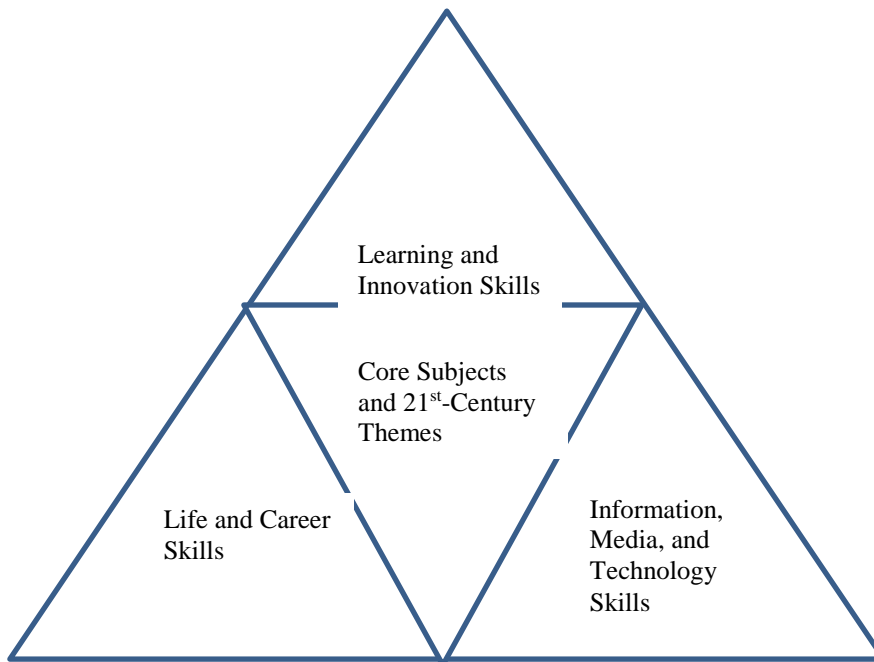 Learning and
Innovation Skills
Core Subjects
and 21st-Century
Themes
Life and Career
Skills
Information,
Media, and
Technology
Skills